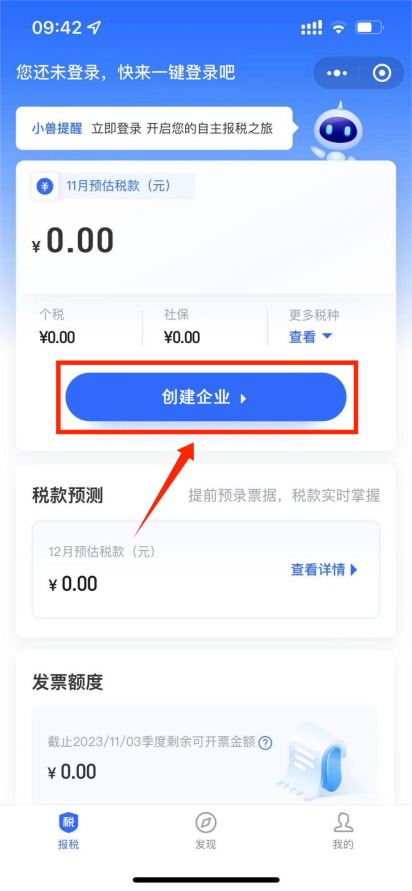 09:42
您还未登录，快来一键登录吧
小兽提醒 立即登录 开启您的自主报税之旅
¥ 11月预估税款（元）
¥ 0.00
个税 社保 更多税种
¥0.00 ¥0.00 查看
创建企业
税款预测 提前预录票据，税款实时掌握
12月预估税款（元）
¥ 0.00 查看详情
发票额度
截止2023/11/03季度剩余可开票金额 ?
¥ 0.00
税
报税 发现 我的